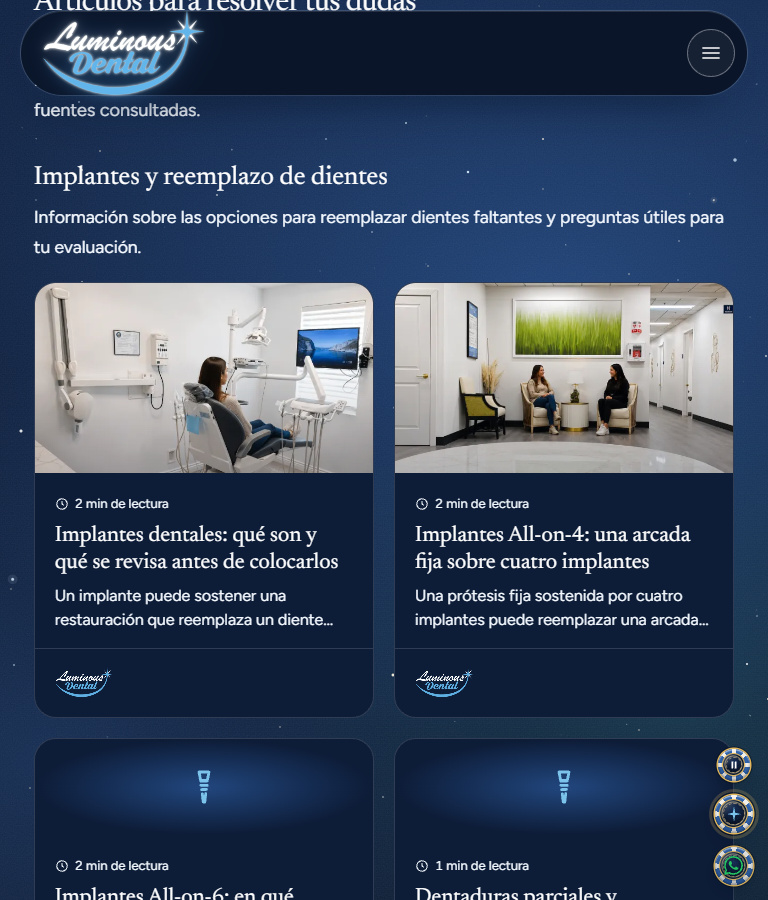 Artículos para resolver tus dudas
Luminous
Dental
fuentes consultadas.
Implantes y reemplazo de dientes
Información sobre las opciones para reemplazar dientes faltantes y preguntas útiles para
tu evaluación.
2 min de lectura
Implantes dentales: qué son y
qué se revisa antes de colocarlos
Un implante puede sostener una
restauración que reemplaza un diente...
Luminous
Dental
2 min de lectura
Implantes All-on-4: una arcada
fija sobre cuatro implantes
Una prótesis fija sostenida por cuatro
implantes puede reemplazar una arcada...
Luminous
Dental
2 min de lectura
Implantes All-on-6: en qué
1 min de lectura
Dentaduras parciales y